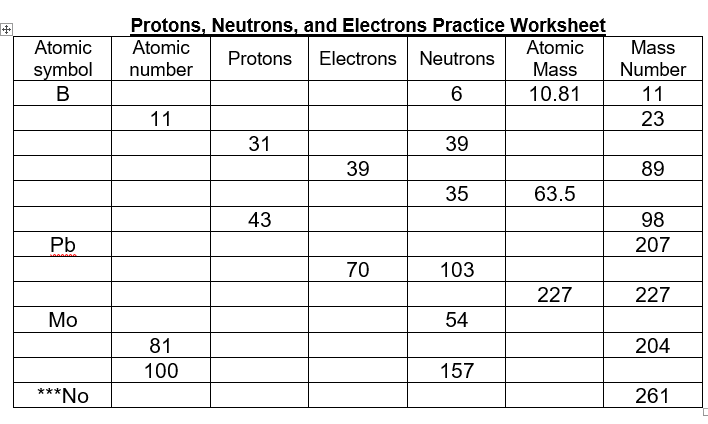 Protons, Neutrons, and Electrons Practice Worksheet
Atomic symbol Atomic number Protons Electrons Neutrons Atomic Mass Mass Number
B 6 10.81 11
11 23
31 39
39 89
35 63.5
43 98
Pb 207
70 103
227 227
Mo 54
81 204
100 157
***No 261